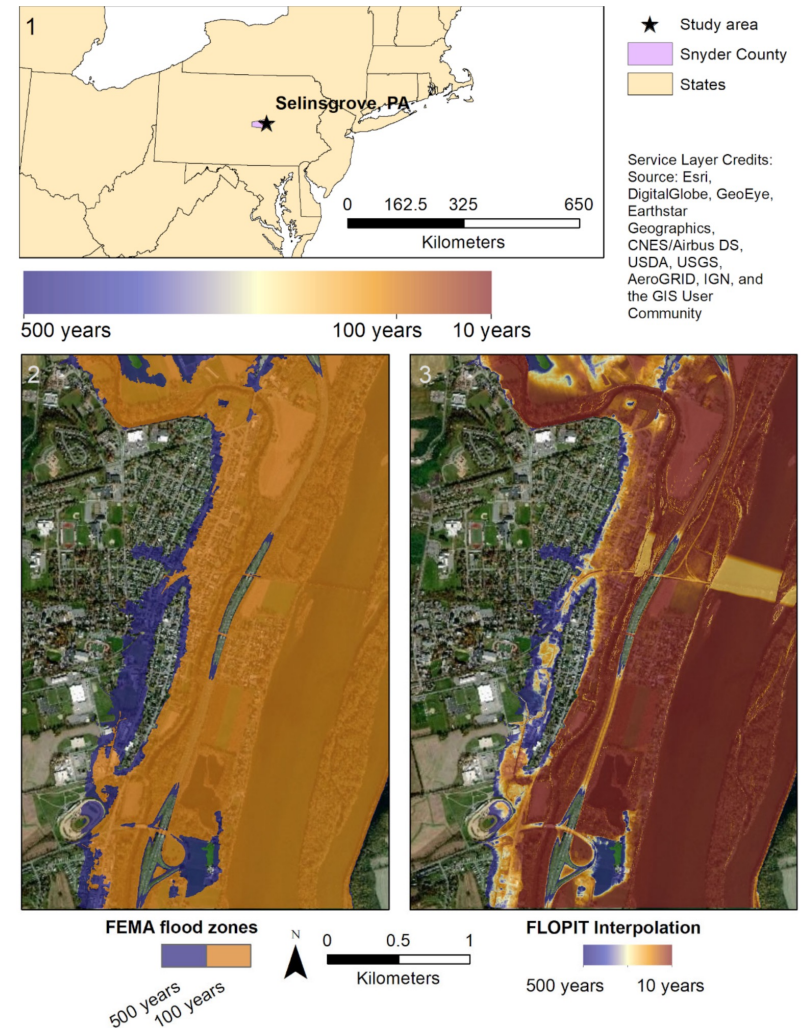 1
Selinsgrove, PA
0 162.5 325 650
Kilometers
Study area
Snyder County
States
Service Layer Credits:
Source: Esri,
DigitalGlobe, GeoEye,
Earthstar
Geographics,
CNES/Airbus DS,
USDA, USGS,
AeroGRID, IGN, and
the GIS User
Community
500 years 100 years 10 years
2
3
FEMA flood zones
500 years
100 years
N
0 0.5 1
Kilometers
FLOPIT Interpolation
500 years 10 years